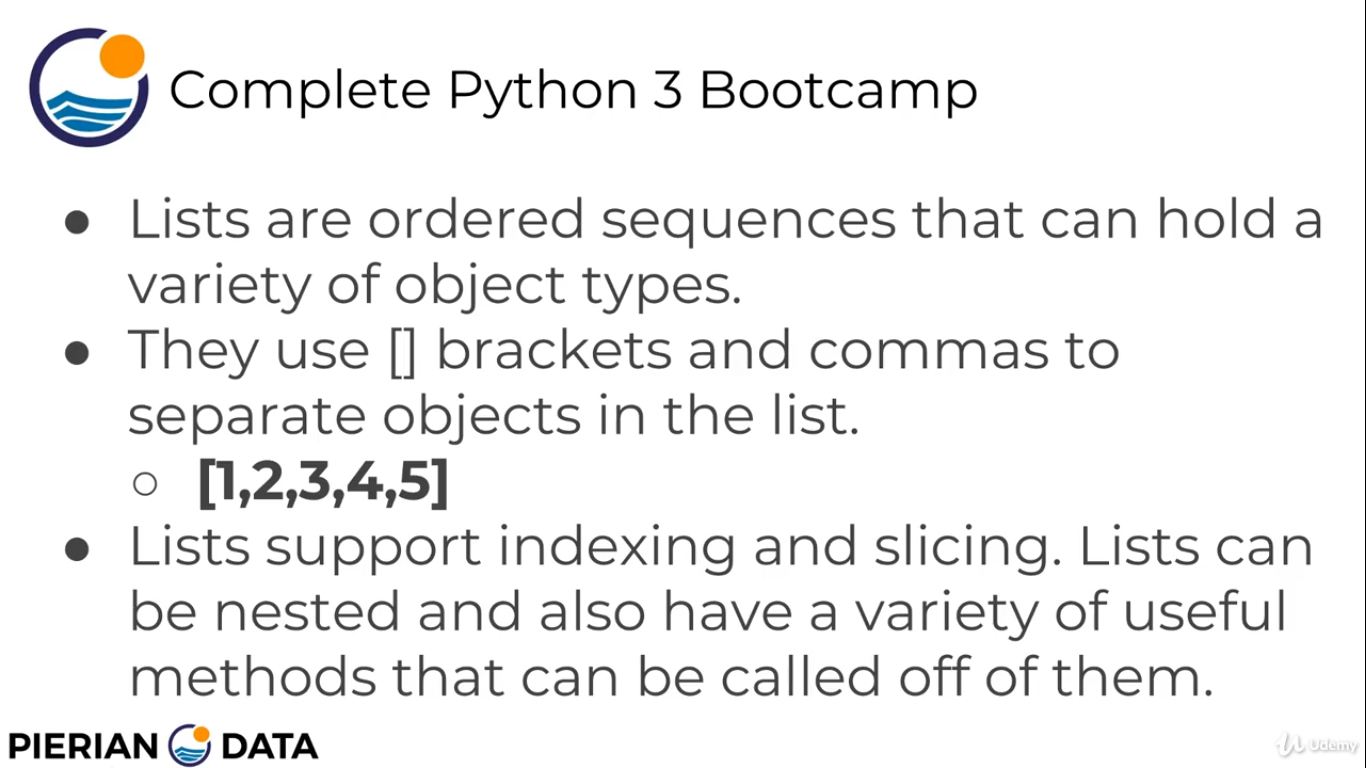 Complete Python 3 Bootcamp
● Lists are ordered sequences that can hold a
variety of object types.
● They use [] brackets and commas to
separate objects in the list.
○ [1,2,3,4,5]
● Lists support indexing and slicing. Lists can
be nested and also have a variety of useful
methods that can be called off of them.
PIERIAN DATA
Udemy